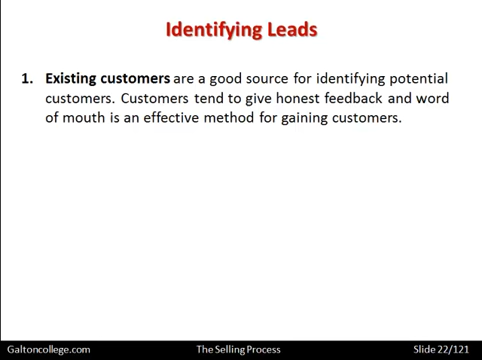 Identifying Leads
1. Existing customers are a good source for identifying potential
customers. Customers tend to give honest feedback and word
of mouth is an effective method for gaining customers.
Galtoncollege.com The Selling Process Slide 22/121